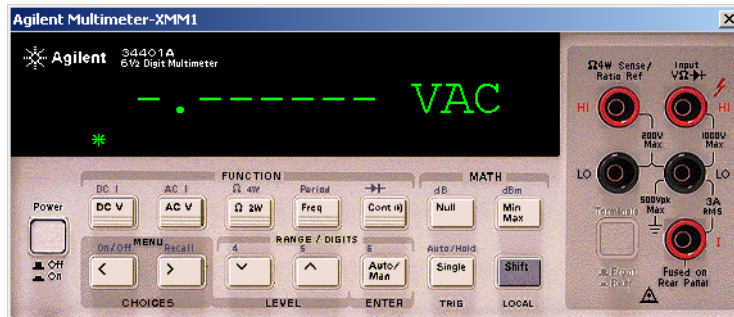 Agilent Multimeter-XMM1
Agilent
34401A
6½ Digit Multimeter
-.------ VAC
*
FUNCTION
MATH
DC I
AC I
Ω 4W
Period
dB
dBm
Power
DC V
AC V
Ω 2W
Freq
Cont
Null
Min
Max
Off
On
On/Off
MENU
Recall
4
RANGE / DIGITS
5
6
Auto/Hold
<
>
Auto/
Man
Single
Shift
CHOICES
LEVEL
ENTER
TRIG
LOCAL
Ω4W Sense/
Ratio Ref
Input
VΩ
HI
HI
200V
Max
1000V
Max
LO
LO
500Vpk
Max
3A
RMS
Terminals
I
Front
Rear
Fused on
Rear Panal